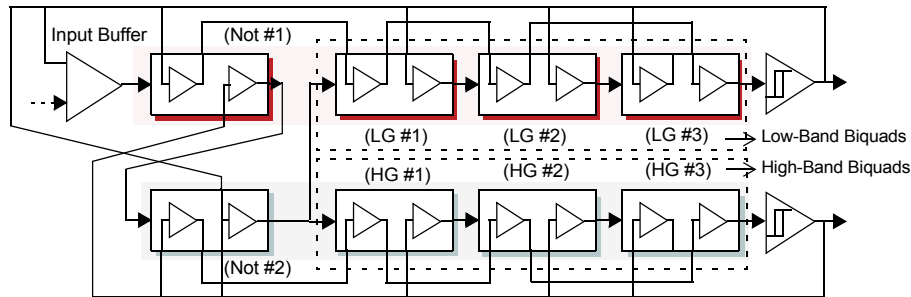 Input Buffer
(Not #1)
(LG #1)
(LG #2)
(LG #3)
Low-Band Biquads
High-Band Biquads
(HG #1)
(HG #2)
(HG #3)
(Not #2)